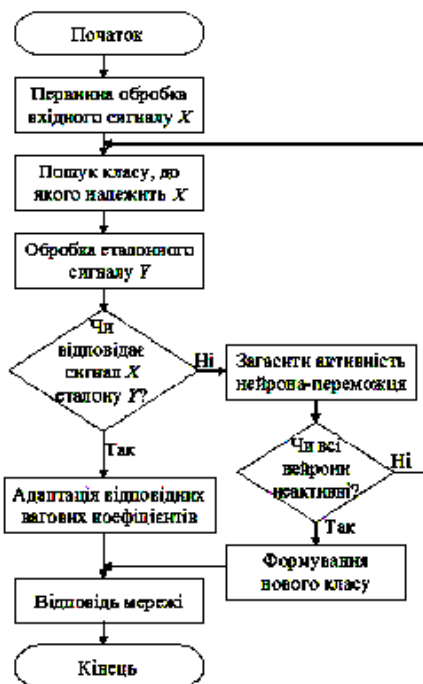 Початок
Первинна обробка
вхідного сигналу X
Пошук класу, до
якого належить X
Обробка еталонного
сигналу Y
Чи
відповідає
сигнал X
еталону Y?
Ні
Загасити активність
нейрона-переможця
Чи всі
нейрони
неактивні?
Ні
Так
Так
Адаптація відповідних
вагових коефіцієнтів
Формування
нового класу
Відповідь мережі
Кінець